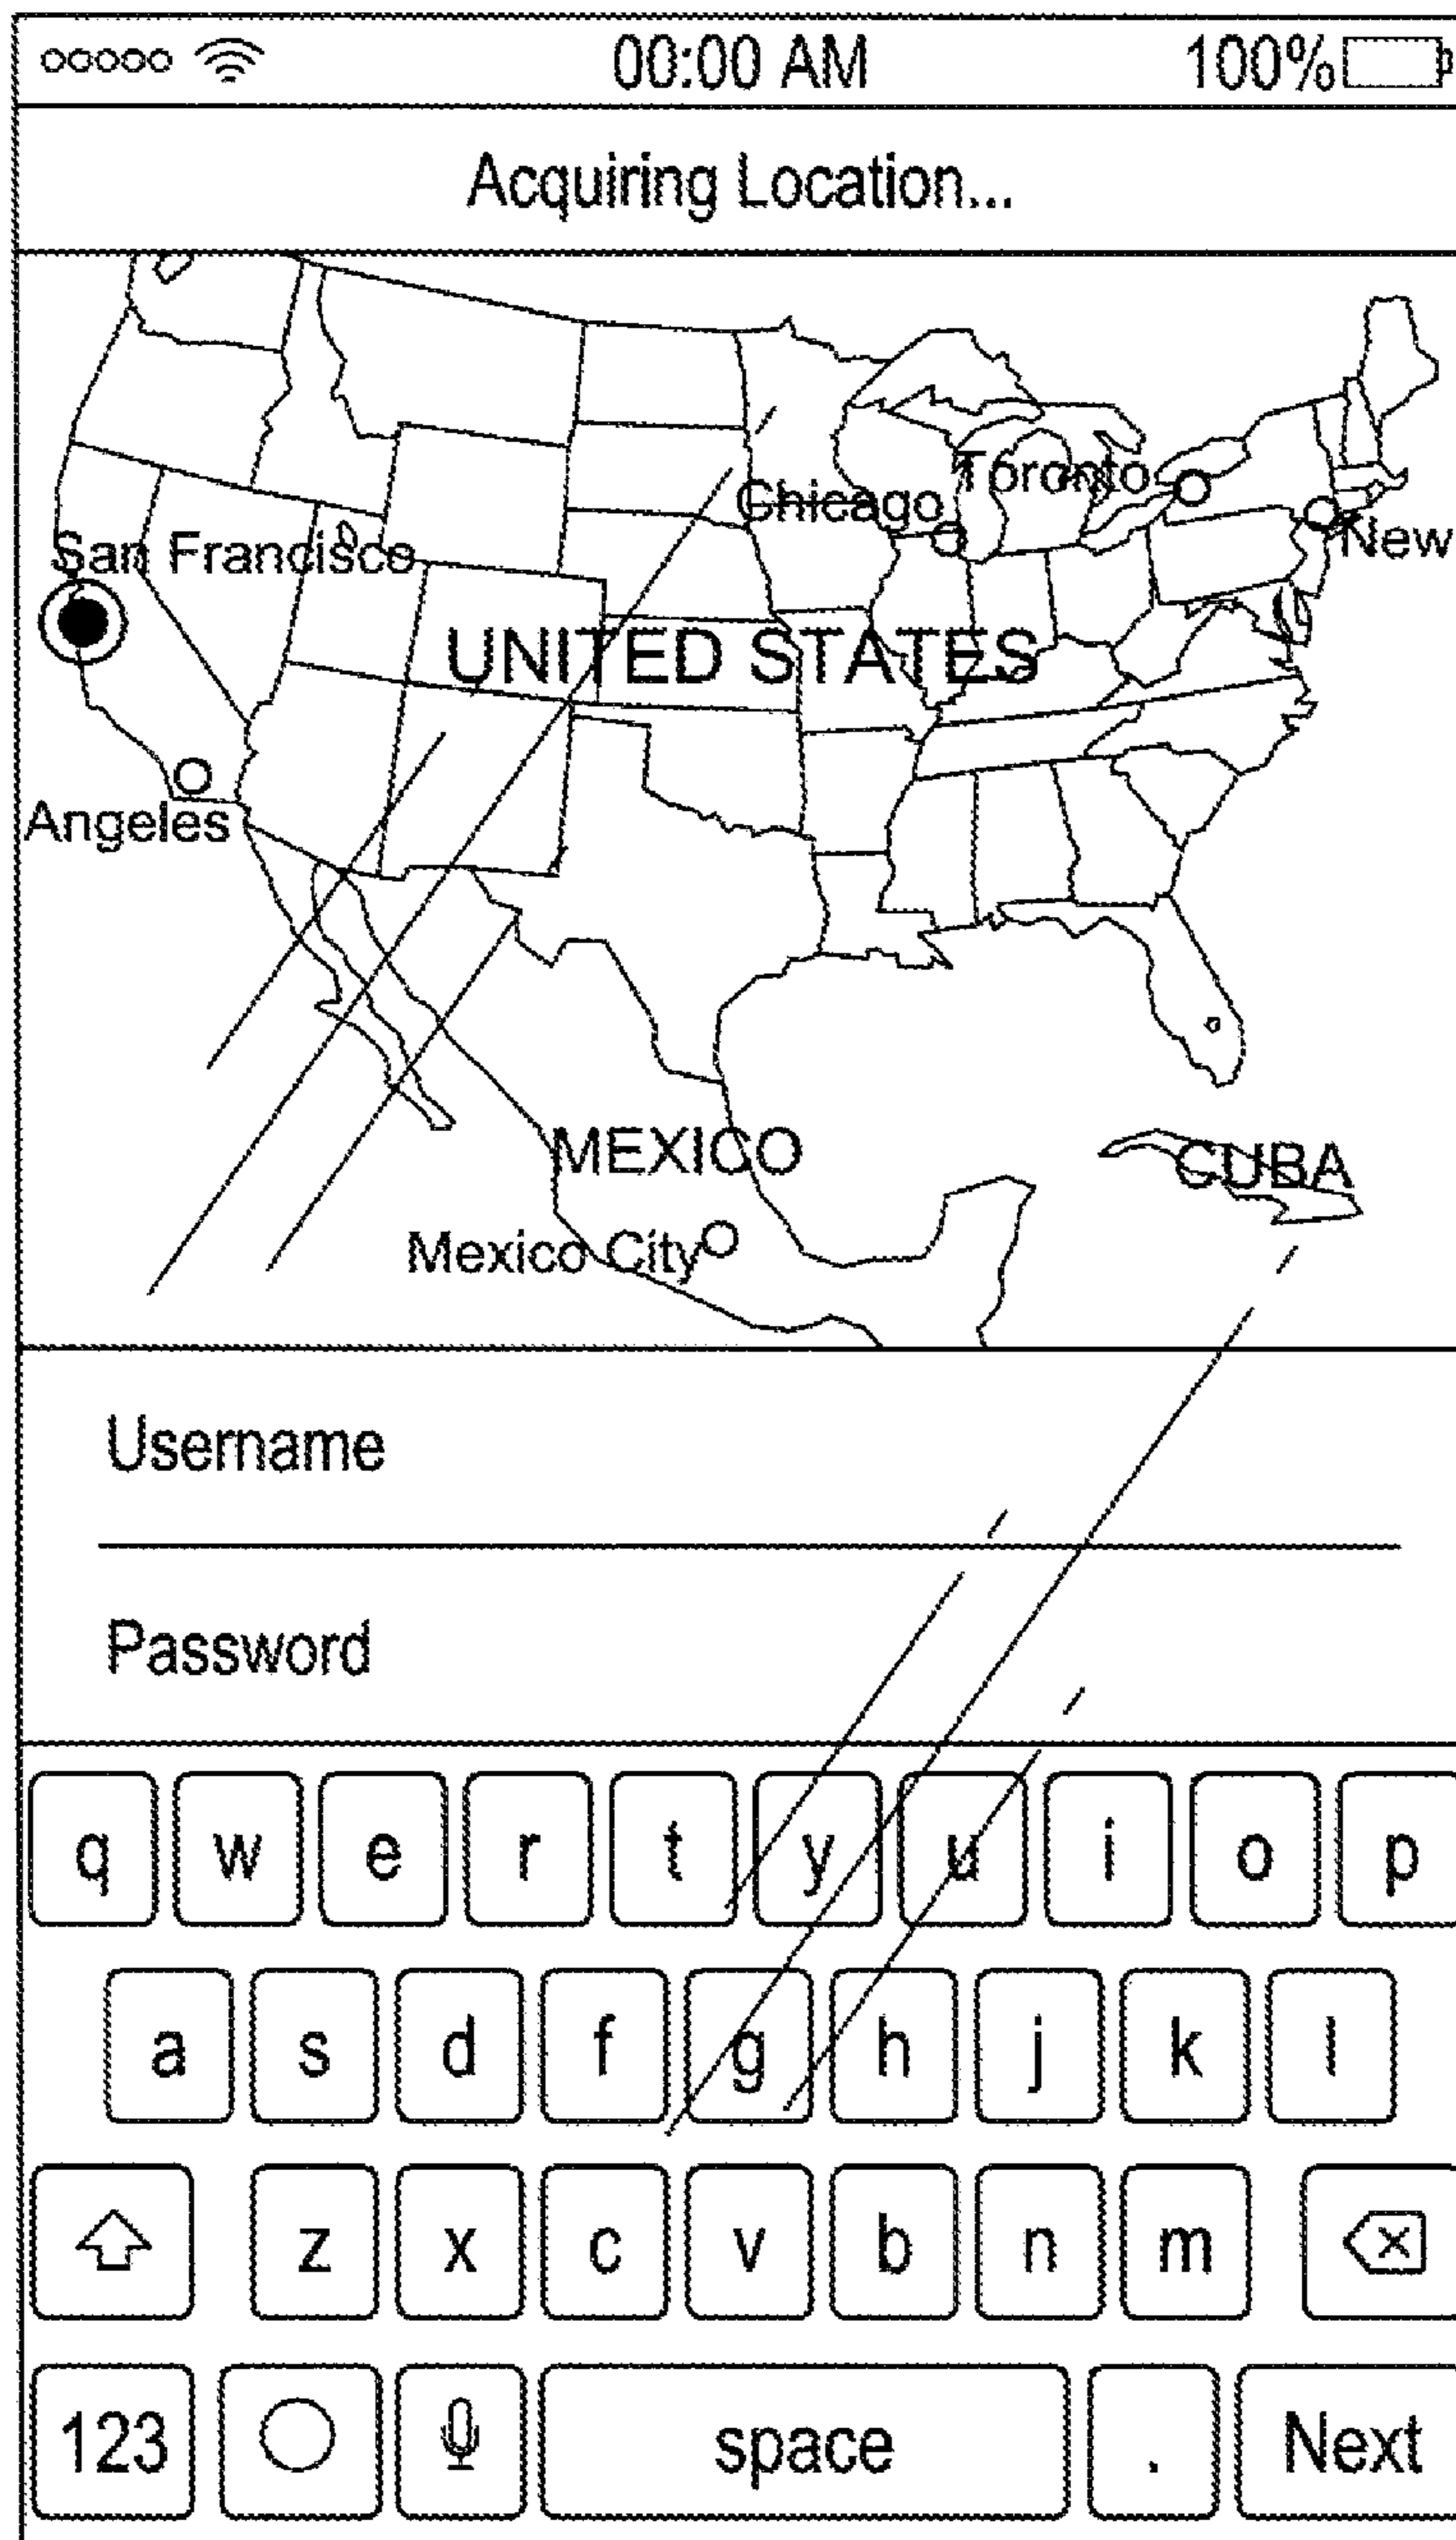 00:00 AM 100%
Acquiring Location...
Toronto
Chicago
New
San Francisco
UNITED STATES
Angeles
MEXICO
CUBA
Mexico City
Username
Password
q w e r t y u i o p
a s d f g h j k l
z x c v b n m
123 space . Next